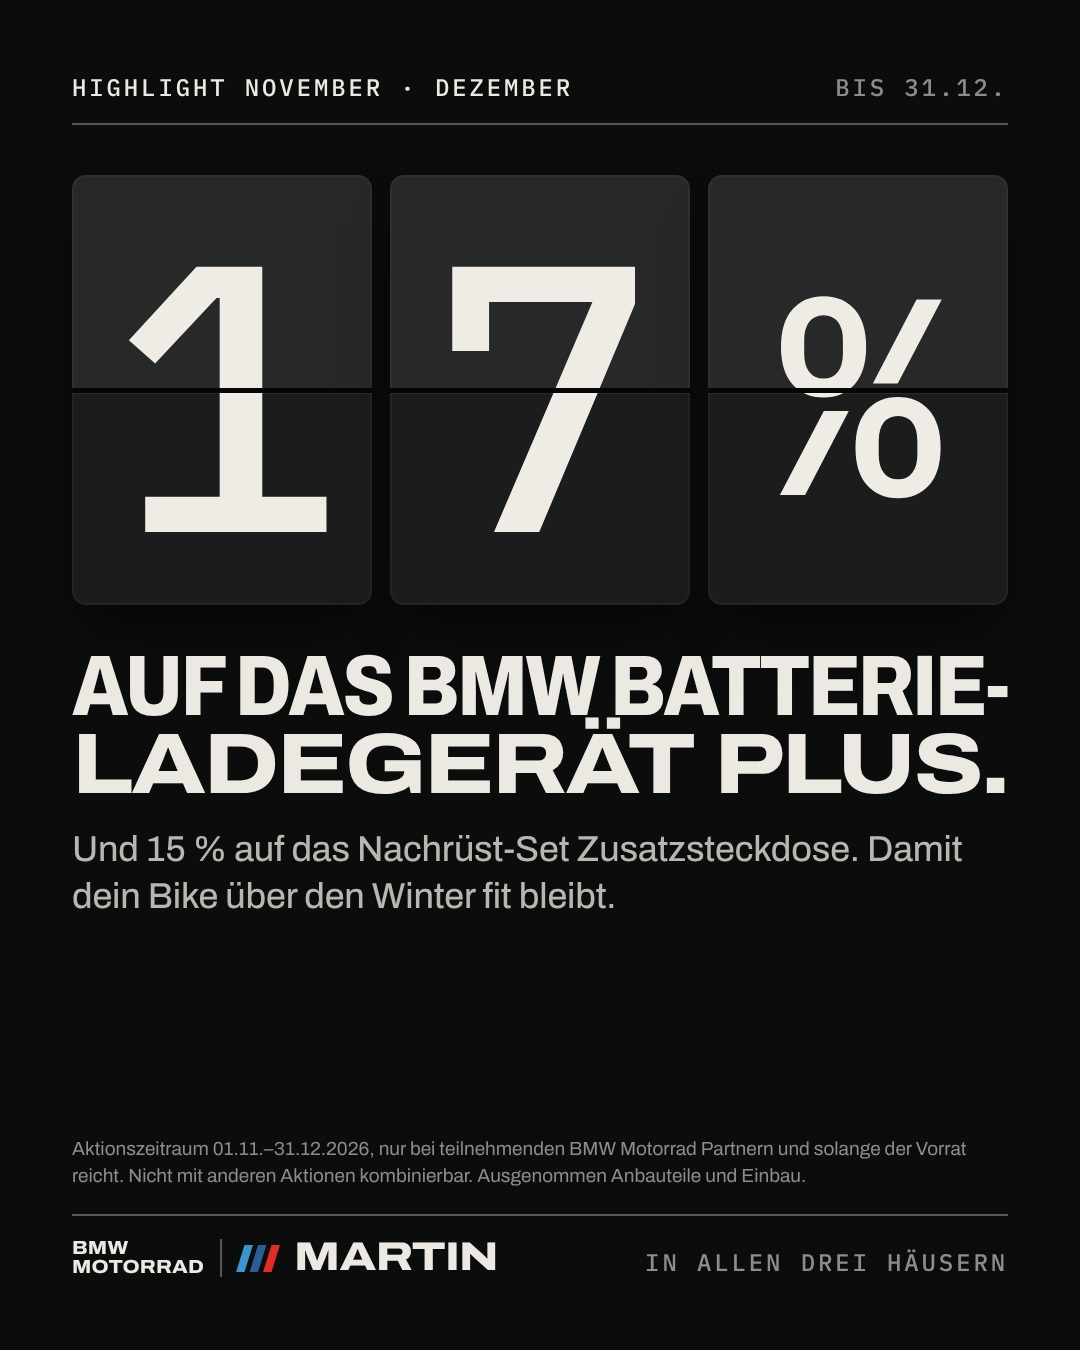 HIGHLIGHT NOVEMBER · DEZEMBER
BIS 31.12.
17%
AUF DAS BMW BATTERIE-
LADEGERÄT PLUS.
Und 15 % auf das Nachrüst-Set Zusatzsteckdose. Damit
dein Bike über den Winter fit bleibt.
Aktionszeitraum 01.11.–31.12.2026, nur bei teilnehmenden BMW Motorrad Partnern und solange der Vorrat
reicht. Nicht mit anderen Aktionen kombinierbar. Ausgenommen Anbauteile und Einbau.
BMW
MOTORRAD
MARTIN
IN ALLEN DREI HÄUSERN